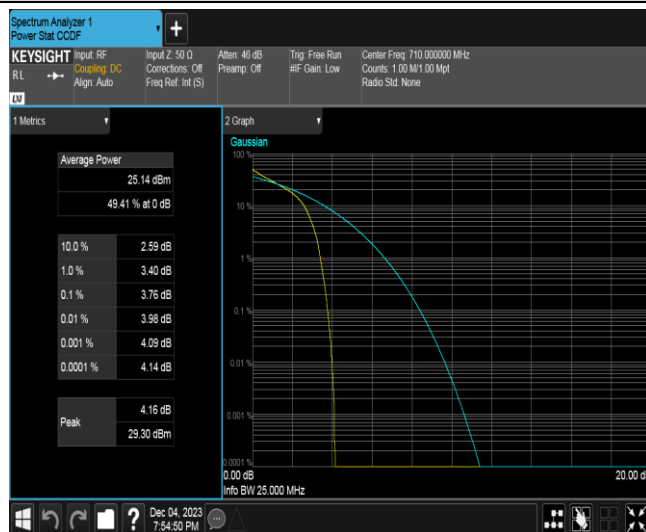 Spectrum Analyzer 1
Power Stat CCDF
+
KEYSIGHT
RL
LXI
Input: RF
Coupling: DC
Align: Auto
Input Z: 50 Ω
Corrections: Off
Freq Ref: Int (S)
Atten: 46 dB
Preamp: Off
Trig: Free Run
#IF Gain: Low
Center Freq: 710.000000 MHz
Counts: 1.00 M/1.00 Mpt
Radio Std: None
1 Metrics
Average Power
25.14 dBm
49.41 % at 0 dB
10.0 % 2.59 dB
1.0 % 3.40 dB
0.1 % 3.76 dB
0.01 % 3.98 dB
0.001 % 4.09 dB
0.0001 % 4.14 dB
Peak
4.16 dB
29.30 dBm
2 Graph
Gaussian
100 %
10 %
1 %
0.1 %
0.01 %
0.001 %
0.0001 %
0.00 dB
20.00 d
Info BW 25.000 MHz
?
Dec 04, 2023
7:54:50 PM